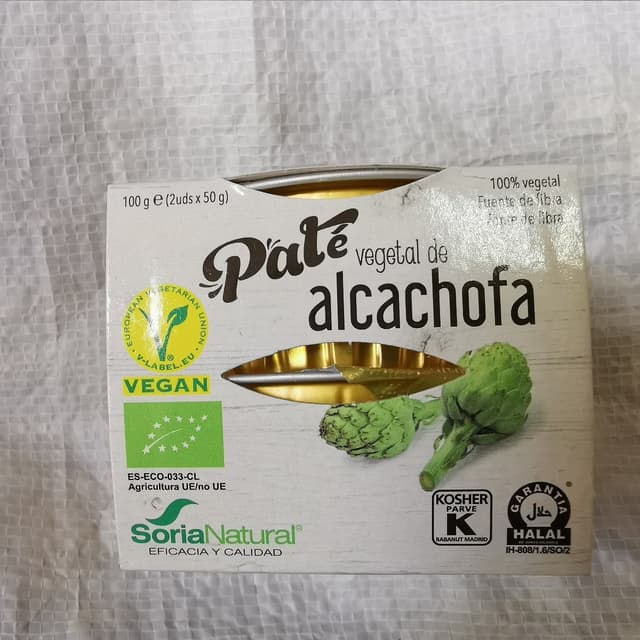 100 g e (2uds x 50 g)
100% vegetal
Fuente de fibra
fibre de fibra
Paté
vegetal de
alcachofa
EUROPEAN VEGETARIAN UNION
V-LABEL.EU
VEGAN
ES-ECO-033-CL
Agricultura UE/no UE
SoriaNatural®
EFICACIA Y CALIDAD
KOSHER
PARVE
K
RABANUT MADRID
GARANTIA
حلال
HALAL
IH-808/1.6/SO/2